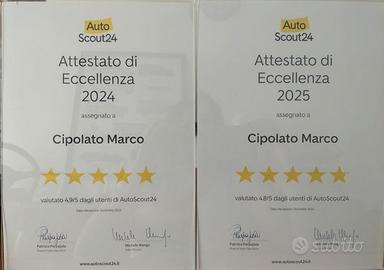 Auto
Scout24
Attestato di
Eccellenza
2024
assegnato a
Cipolato Marco
valutato 4,9/5 dagli utenti di AutoScout24
www.autoscout24.it
Auto
Scout24
Attestato di
Eccellenza
2025
assegnato a
Cipolato Marco
valutato 4,8/5 dagli utenti di AutoScout24
www.autoscout24.it
subito